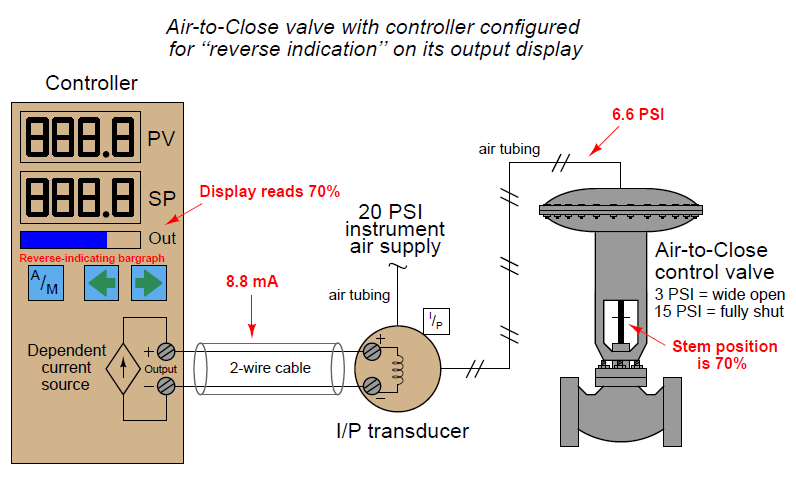 Air-to-Close valve with controller configured
for ‘‘reverse indication’’ on its output display
Controller
888.8 PV
888.8 SP
Out
Reverse-indicating bargraph
A/M
Display reads 70%
20 PSI
instrument
air supply
air tubing
8.8 mA
Dependent
current
source
+
Output
−
2-wire cable
+
−
I/P
I/P transducer
air tubing
6.6 PSI
Air-to-Close
control valve
3 PSI = wide open
15 PSI = fully shut
Stem position
is 70%